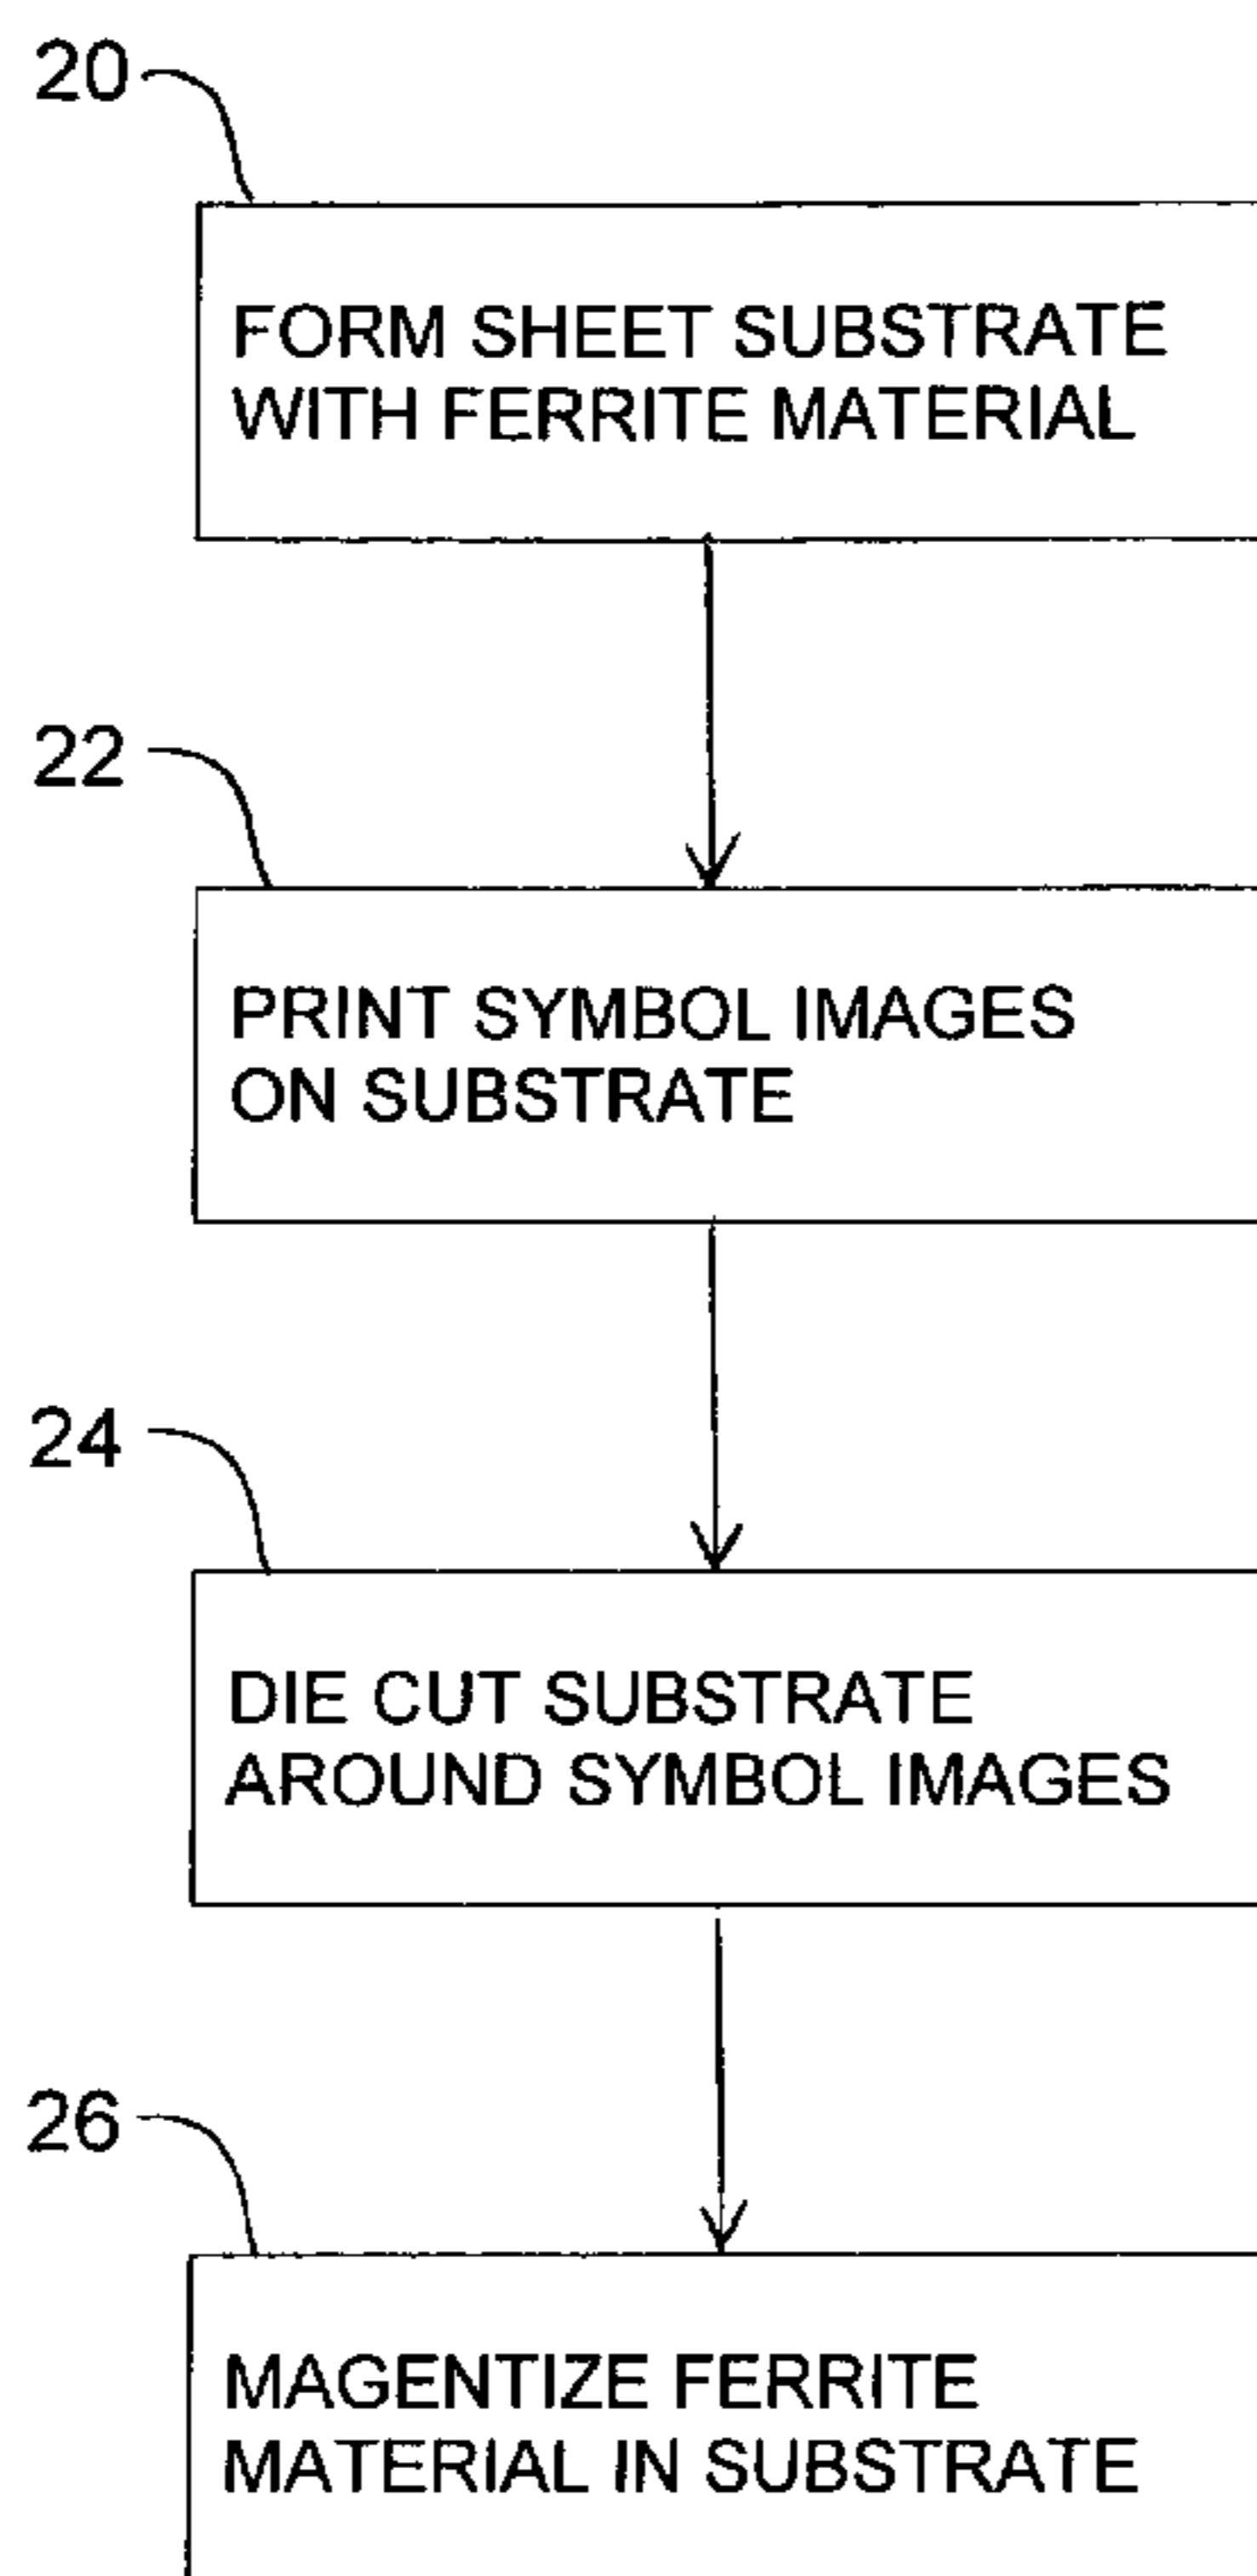 20
FORM SHEET SUBSTRATE
WITH FERRITE MATERIAL
22
PRINT SYMBOL IMAGES
ON SUBSTRATE
24
DIE CUT SUBSTRATE
AROUND SYMBOL IMAGES
26
MAGENTIZE FERRITE
MATERIAL IN SUBSTRATE